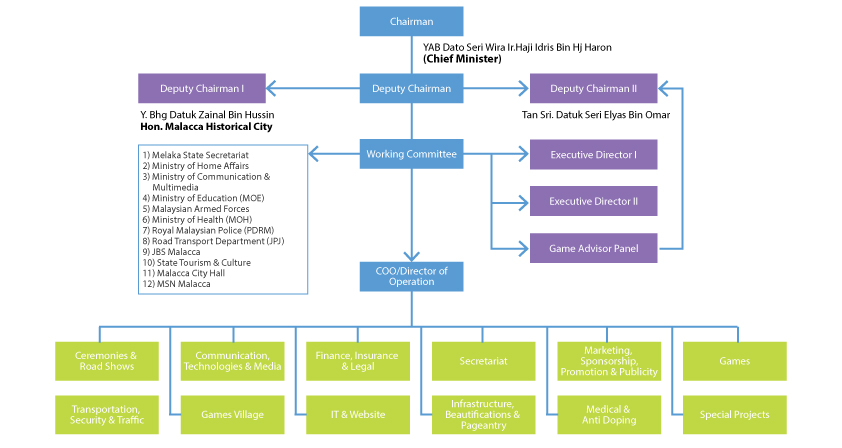 Chairman
YAB Dato Seri Wira Ir.Haji Idris Bin Hj Haron
(Chief Minister)
Deputy Chairman I
Deputy Chairman
Deputy Chairman II
Y. Bhg Datuk Zainal Bin Hussin
Hon. Malacca Historical City
Tan Sri. Datuk Seri Elyas Bin Omar
Working Committee
Executive Director I
Executive Director II
Game Advisor Panel
1) Melaka State Secretariat
2) Ministry of Home Affairs
3) Ministry of Communication &
Multimedia
4) Ministry of Education (MOE)
5) Malaysian Armed Forces
6) Ministry of Health (MOH)
7) Royal Malaysian Police (PDRM)
8) Road Transport Department (JPJ)
9) JBS Malacca
10) State Tourism & Culture
11) Malacca City Hall
12) MSN Malacca
COO/Director of
Operation
Ceremonies &
Road Shows
Communication,
Technologies & Media
Finance, Insurance
& Legal
Secretariat
Marketing,
Sponsorship,
Promotion & Publicity
Games
Transportation,
Security & Traffic
Games Village
IT & Website
Infrastructure,
Beautifications &
Pageantry
Medical &
Anti Doping
Special Projects